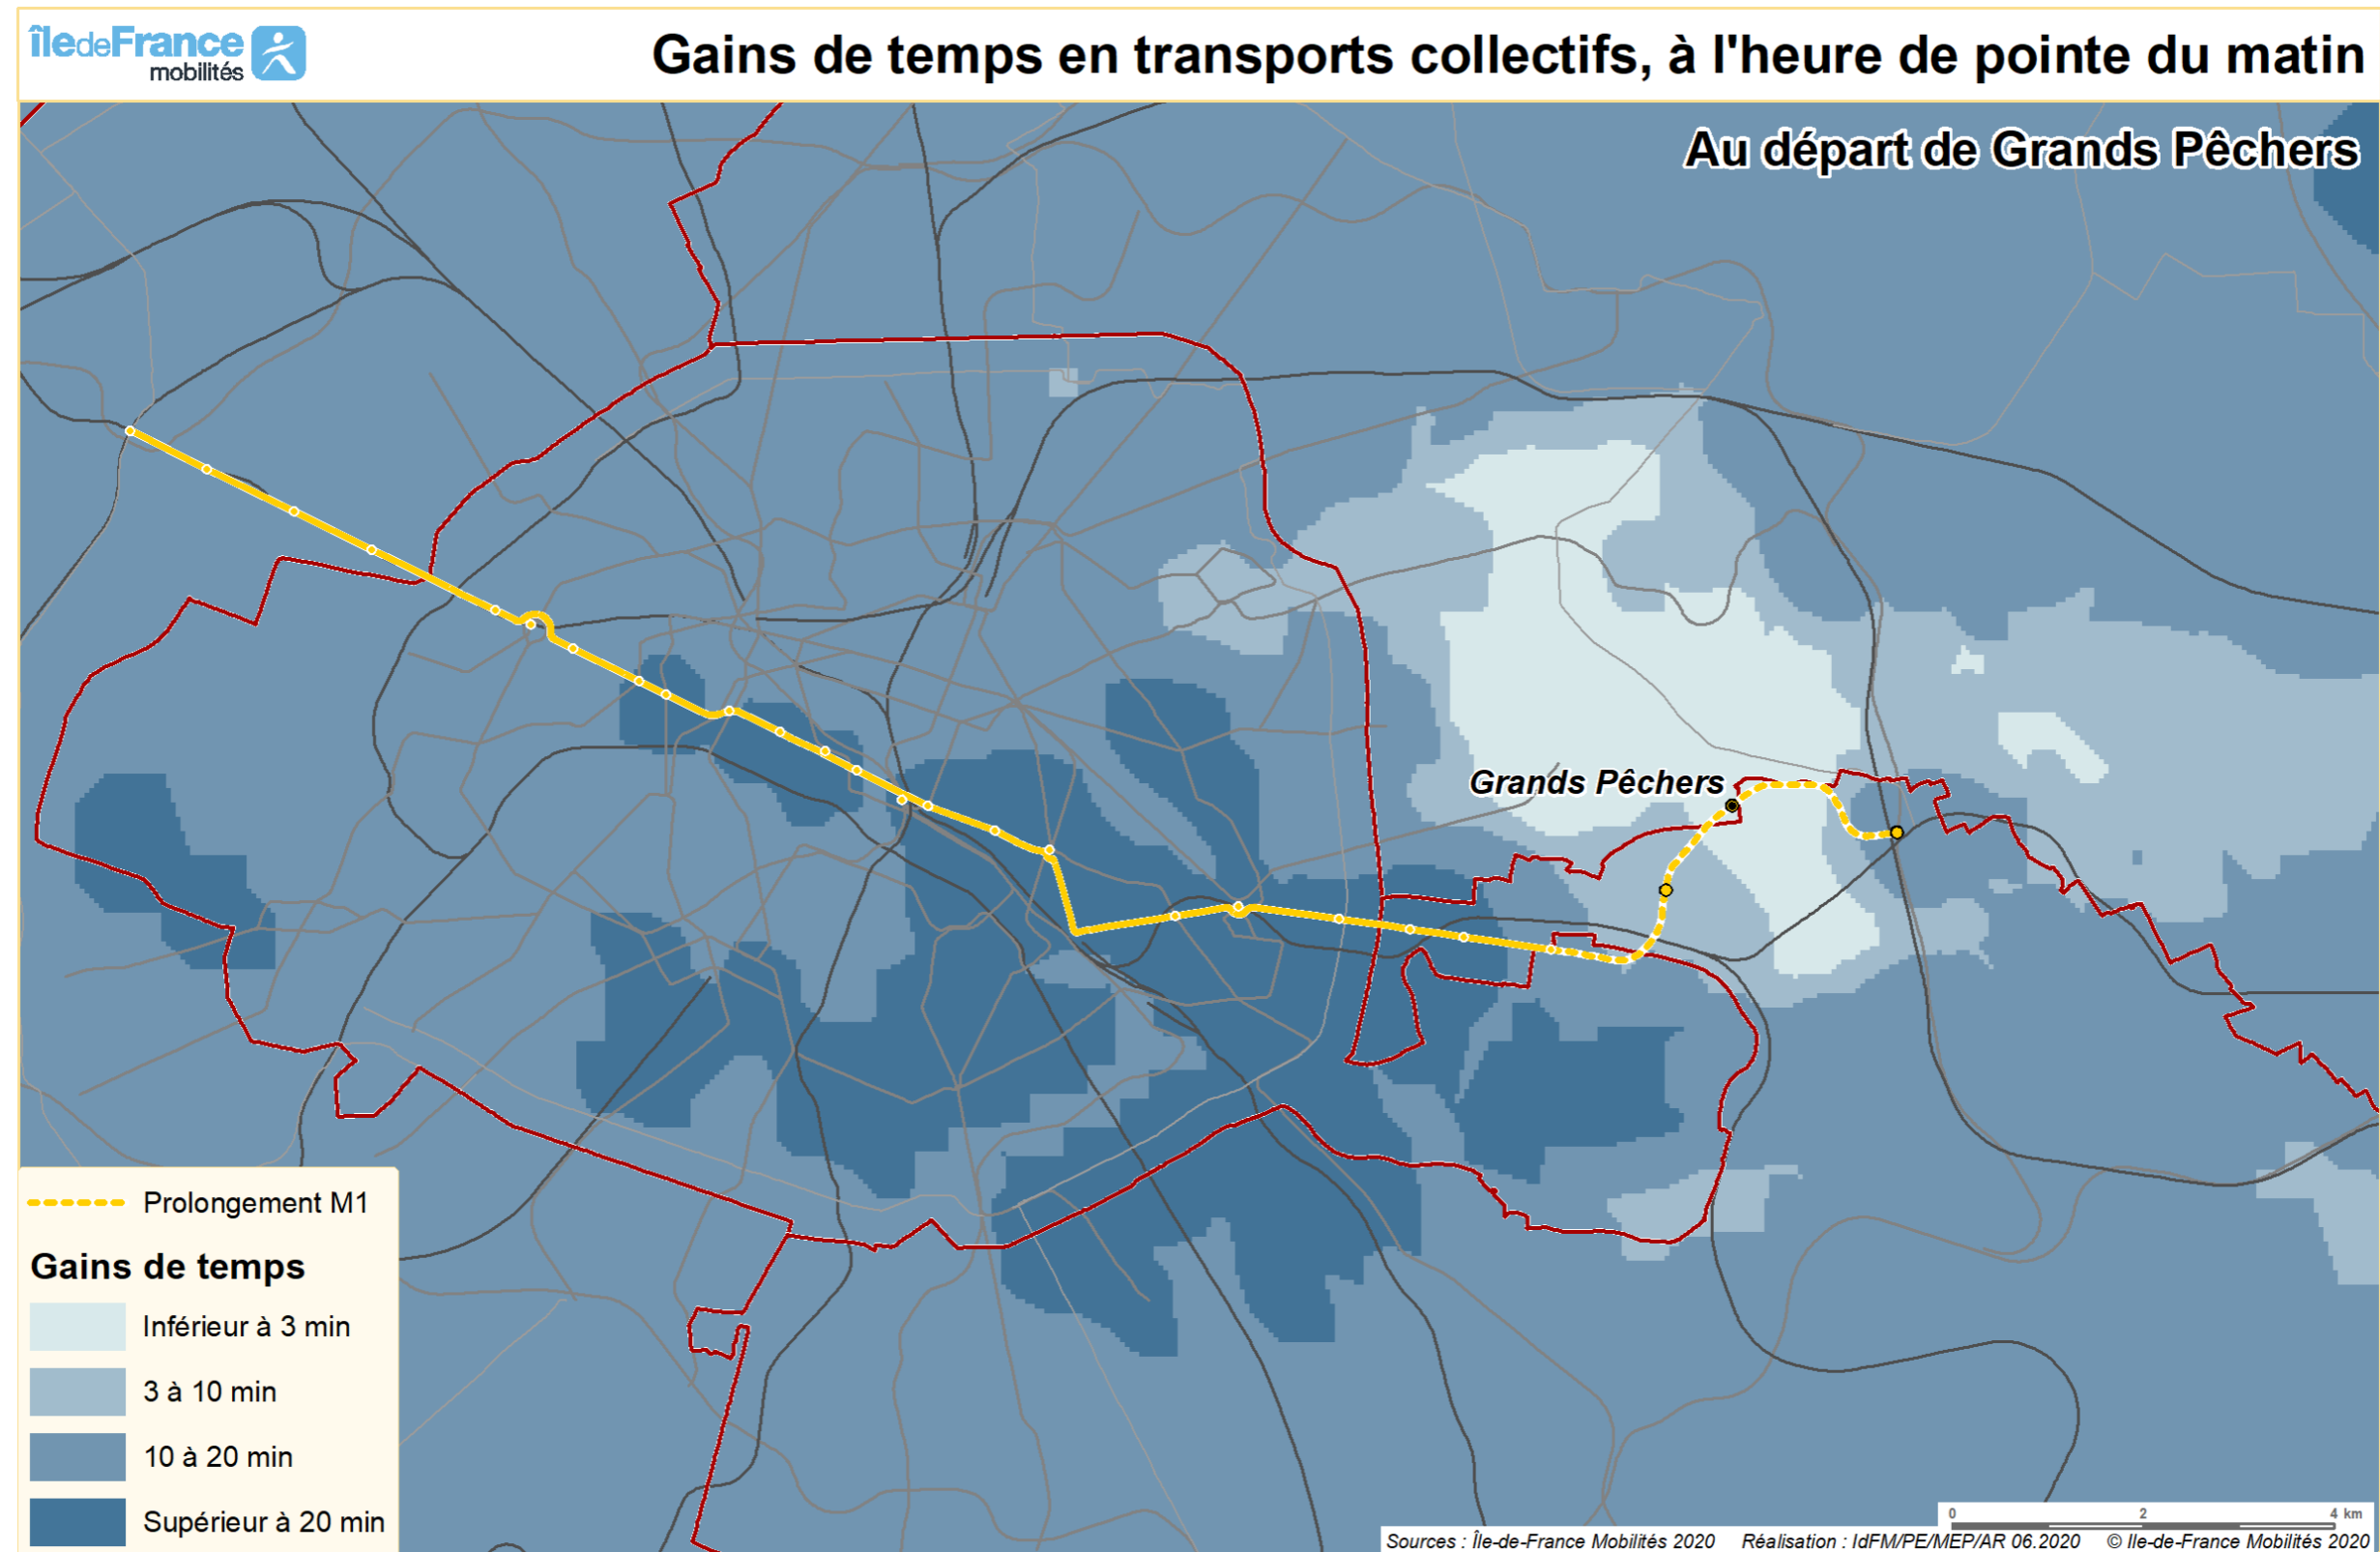 îledeFrance
mobilités
Gains de temps en transports collectifs, à l'heure de pointe du matin
Au départ de Grands Pêchers
Grands Pêchers
Prolongement M1
Gains de temps
Inférieur à 3 min
3 à 10 min
10 à 20 min
Supérieur à 20 min
0 2 4 km
Sources : Île-de-France Mobilités 2020 Réalisation : IdFM/PE/MEP/AR 06.2020 © Ile-de-France Mobilités 2020